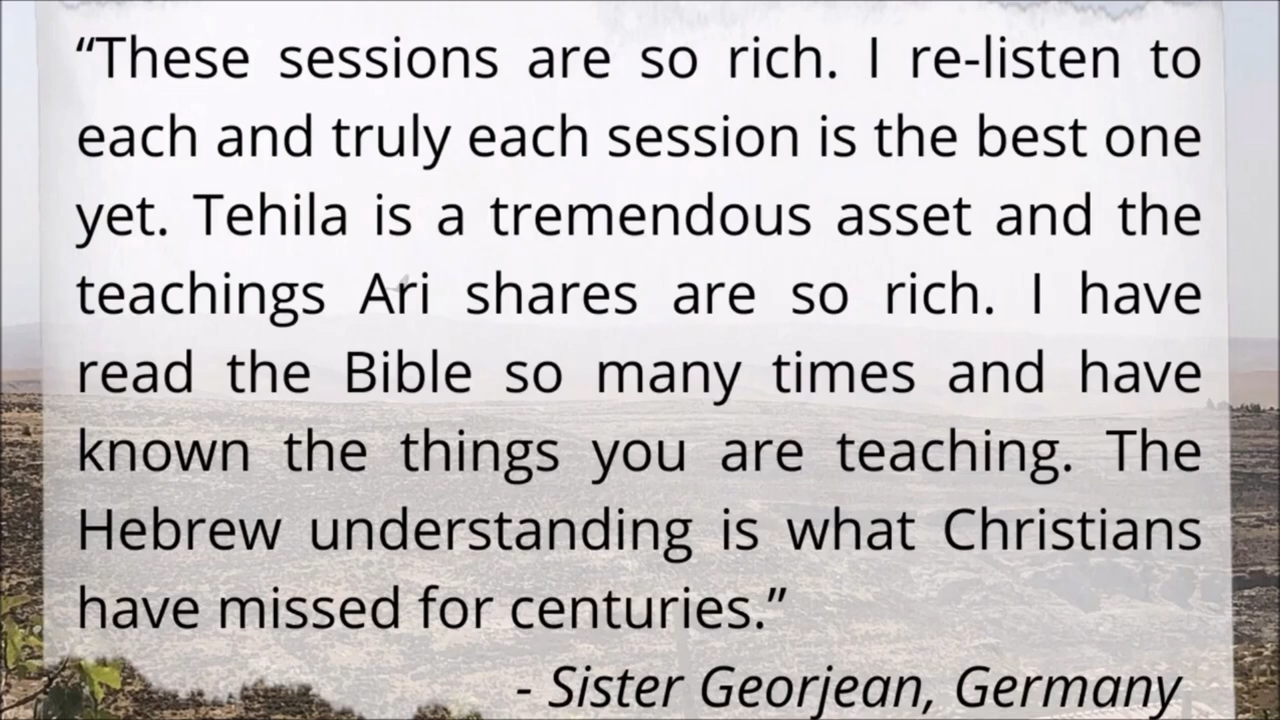 “These sessions are so rich. I re-listen to
each and truly each session is the best one
yet. Tehila is a tremendous asset and the
teachings Ari shares are so rich. I have
read the Bible so many times and have
known the things you are teaching. The
Hebrew understanding is what Christians
have missed for centuries.”
- Sister Georjean, Germany